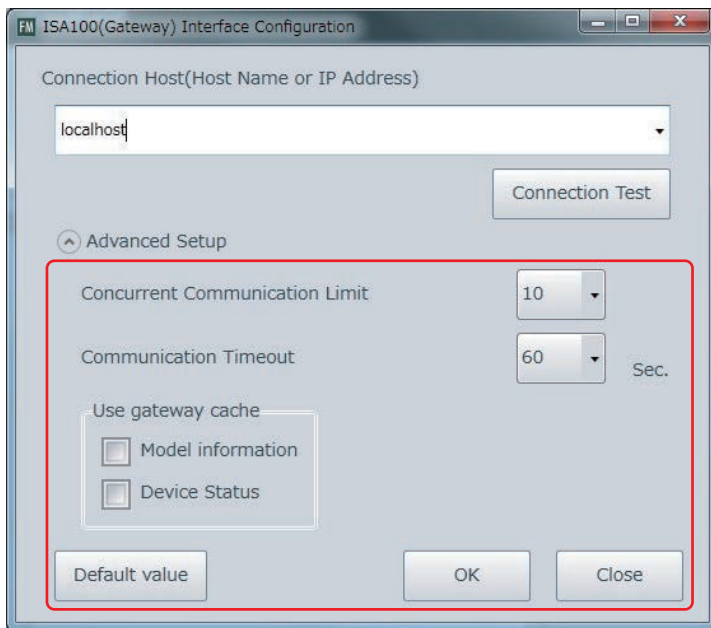 FM ISA100(Gateway) Interface Configuration
Connection Host(Host Name or IP Address)
localhost
Connection Test
Advanced Setup
Concurrent Communication Limit 10
Communication Timeout 60 Sec.
Use gateway cache
Model information
Device Status
Default value OK Close